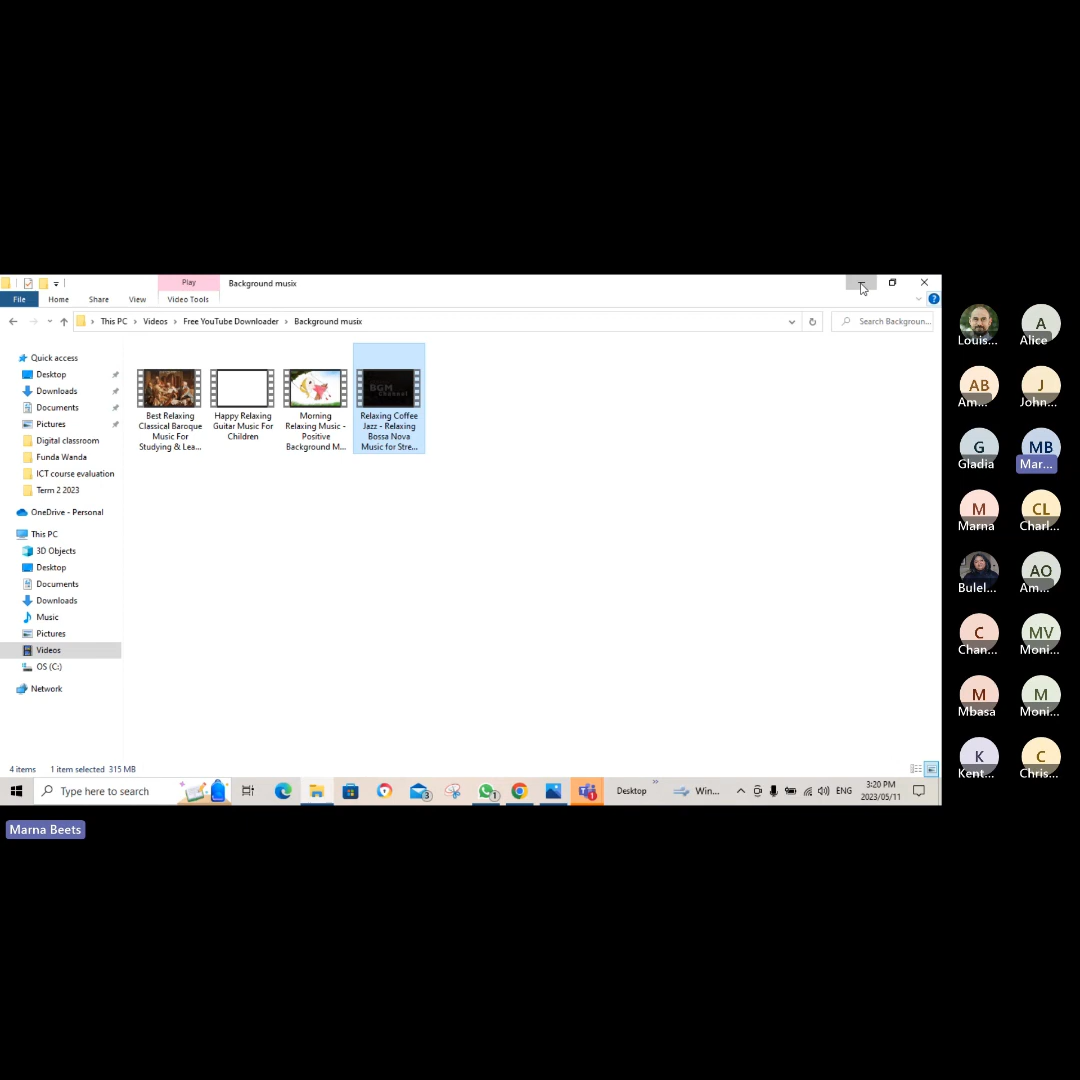 Play
Background musix
File
Home
Share
View
Video Tools
This PC
Videos
Free YouTube Downloader
Background musix
Search Backgroun...
Quick access
Desktop
Downloads
Documents
Pictures
Digital classroom
Funda Wanda
ICT course evaluation
Term 2 2023
OneDrive - Personal
This PC
3D Objects
Desktop
Documents
Downloads
Music
Pictures
Videos
OS (C:)
Network
BGM
Channel
Best Relaxing
Classical Baroque
Music For
Studying & Lea...
Happy Relaxing
Guitar Music For
Children
Morning
Relaxing Music -
Positive
Background M...
Relaxing Coffee
Jazz - Relaxing
Bossa Nova
Music for Stre...
4 items
1 item selected 315 MB
Type here to search
3
1
1
Desktop
Win...
ENG
3:20 PM
2023/05/11
Marna Beets
Louis...
A
Alice
AB
Am...
J
John...
G
Gladia
MB
Mar...
M
Marna
CL
Charl...
Bulel...
AO
Am...
C
Chan...
MV
Moni...
M
Mbasa
M
Moni...
K
Kent...
C
Chris...